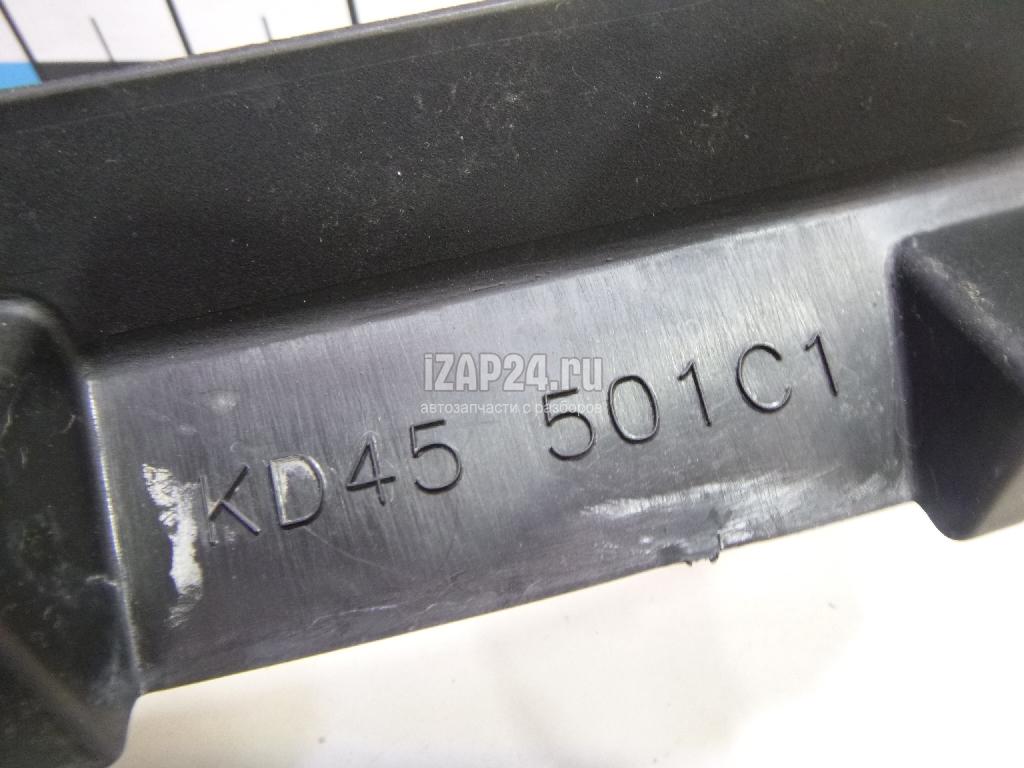 iZAP24.ru
автозапчасти с разборов
KD45 501C1